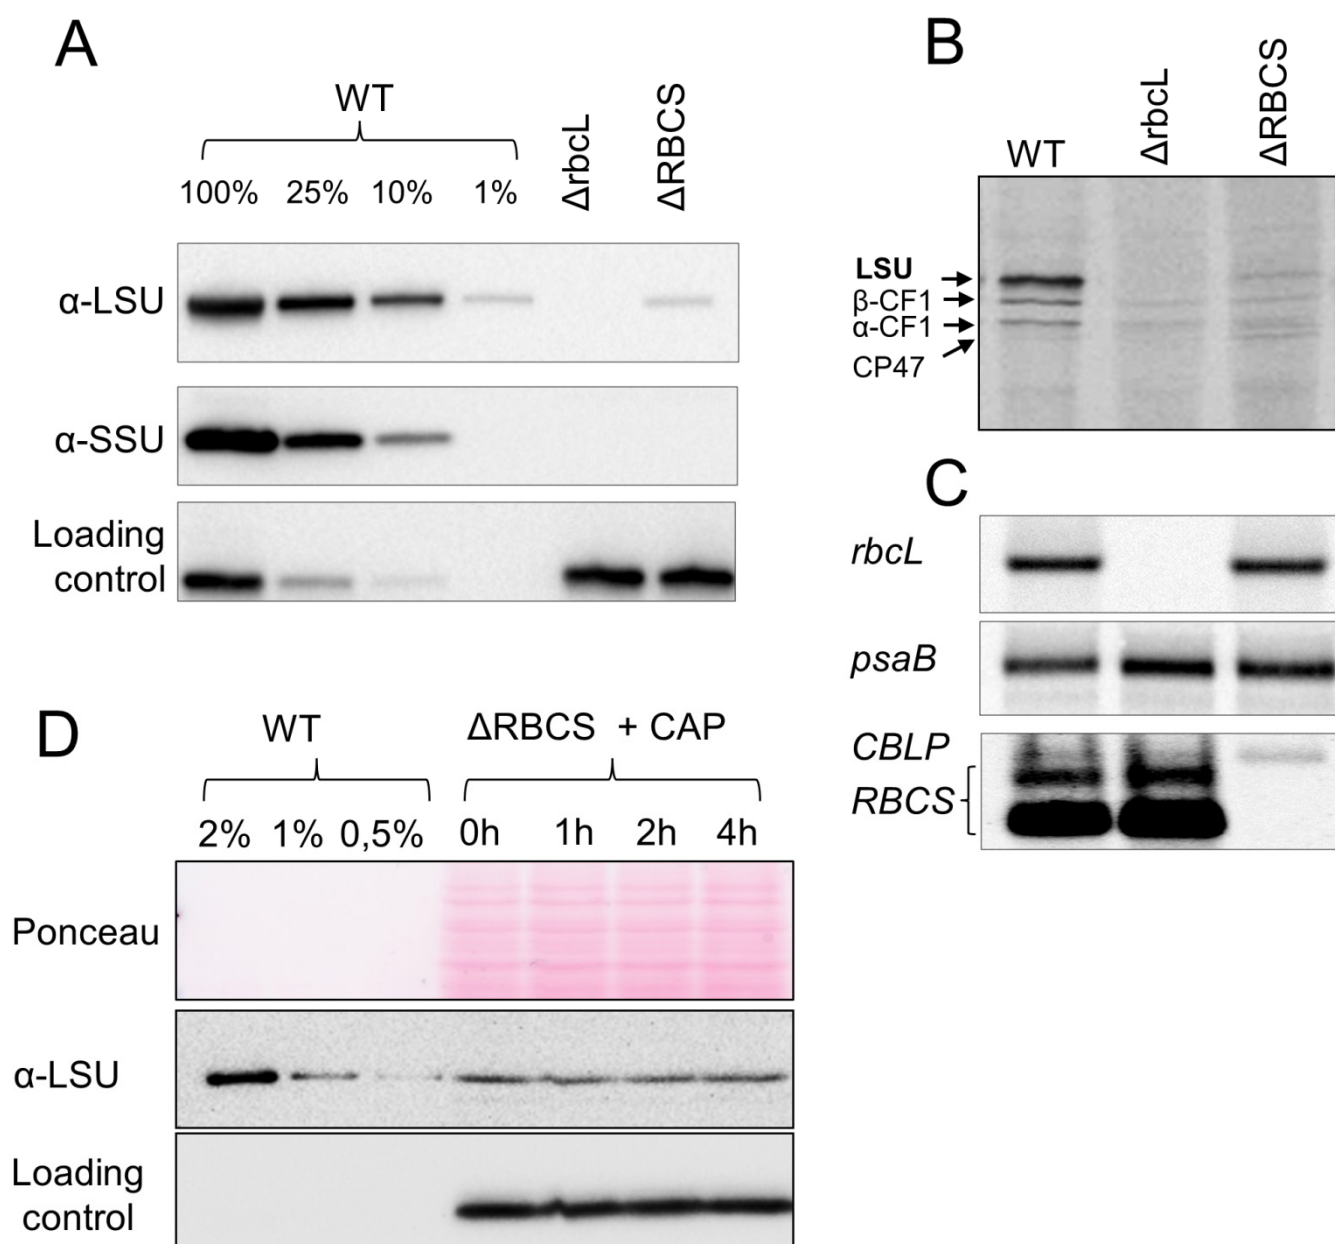 A
WT
100% 25% 10% 1% ΔrbcL ΔRBCS
α-LSU
α-SSU
Loading
control
B
WT ΔrbcL ΔRBCS
LSU
β-CF1
α-CF1
CP47
C
rbcL
psaB
CBLP
RBCS
D
WT ΔRBCS + CAP
2% 1% 0,5% 0h 1h 2h 4h
Ponceau
α-LSU
Loading
control